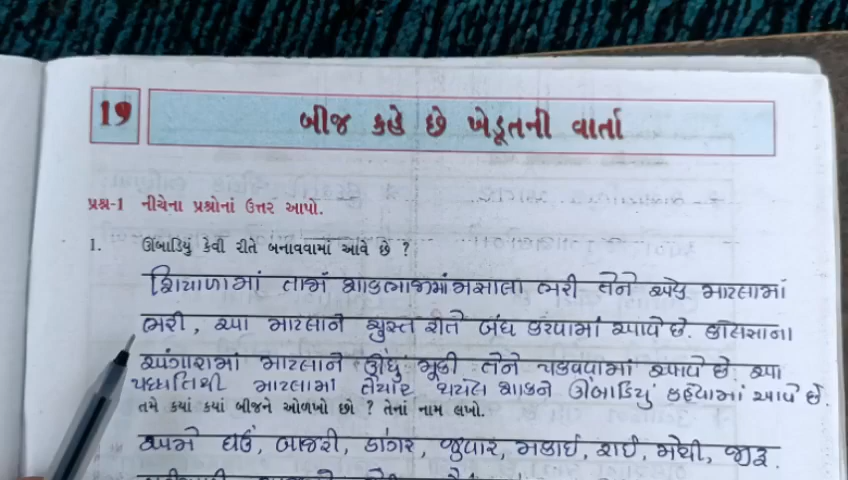 19 બીજ કહે છે ખેડૂતની વાર્તા
પ્રશ્ન-1 નીચેના પ્રશ્નોનાં ઉત્તર આપો.
1. ઊંબાડિયું કેવી રીતે બનાવવામાં આવે છે ?
શિયાળામાં શાકભાજીમાં મસાલા ભરી તેને એક માટલામાં
ભરી, આ માટલાને ચુસ્ત રીતે બંધ કરવામાં આવે છે. કોલસાના
અંગારામાં માટલાને ઊંધુ મૂકી તેને પકવવામાં આવે છે. આ
પધ્ધતિથી માટલામાં તૈયાર થયેલ શાકને ઊંબાડિયું કહેવામાં આવે છે.
તમે કયાં કયાં બીજને ઓળખો છો ? તેનાં નામ લખો.
અમે ઘઉં, બાજરી, ડાંગર, જુવાર, મકાઈ, રાઈ, મેથી, જીરૂ.